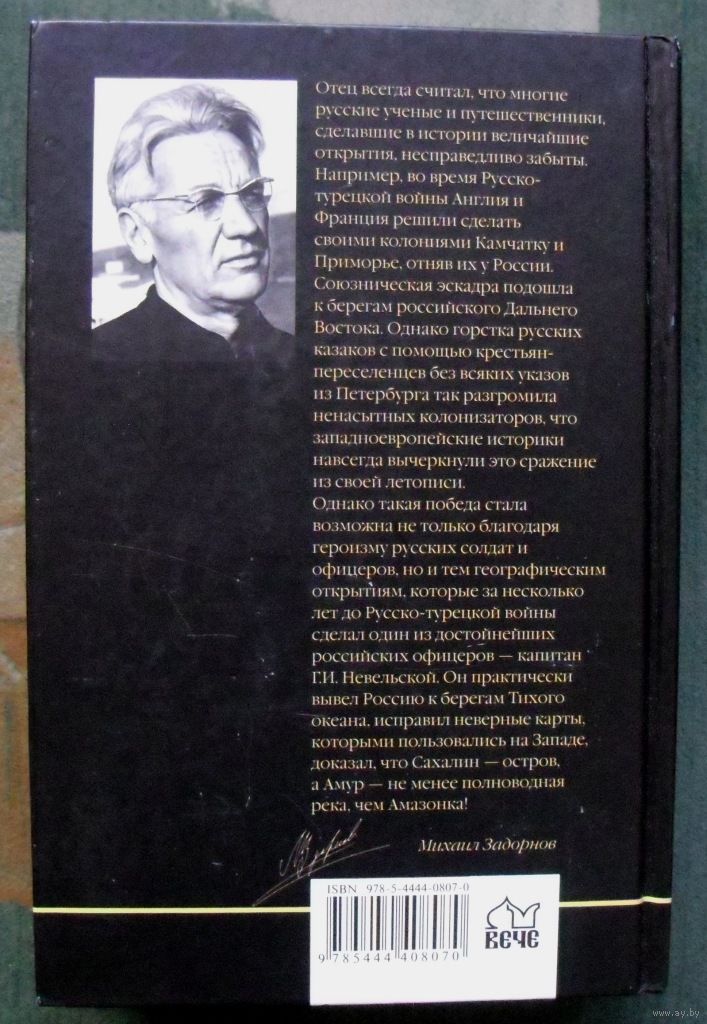 Отец всегда считал, что многие
русские ученые и путешественники,
сделавшие в истории величайшие
открытия, несправедливо забыты.
Например, во время Русско-
турецкой войны Англия и
Франция решили сделать
своими колониями Камчатку и
Приморье, отняв их у России.
Союзническая эскадра подошла
к берегам российского Дальнего
Востока. Однако горстка русских
казаков с помощью крестьян-
переселенцев без всяких указов
из Петербурга так разгромила
ненасытных колонизаторов, что
западноевропейские историки
навсегда вычеркнули это сражение
из своей летописи.
Однако такая победа стала
возможна не только благодаря
героизму русских солдат и
офицеров, но и тем географическим
открытиям, которые за несколько
лет до Русско-турецкой войны
сделал один из достойнейших
российских офицеров — капитан
Г.И. Невельской. Он практически
вывел Россию к берегам Тихого
океана, исправил неверные карты,
которыми пользовались на Западе,
доказал, что Сахалин — остров,
а Амур — не менее полноводная
река, чем Амазонка!
Михаил Задорнов
ISBN 978-5-4444-0807-0
9 785444 408070
ВЕЧЕ
www.ay.by